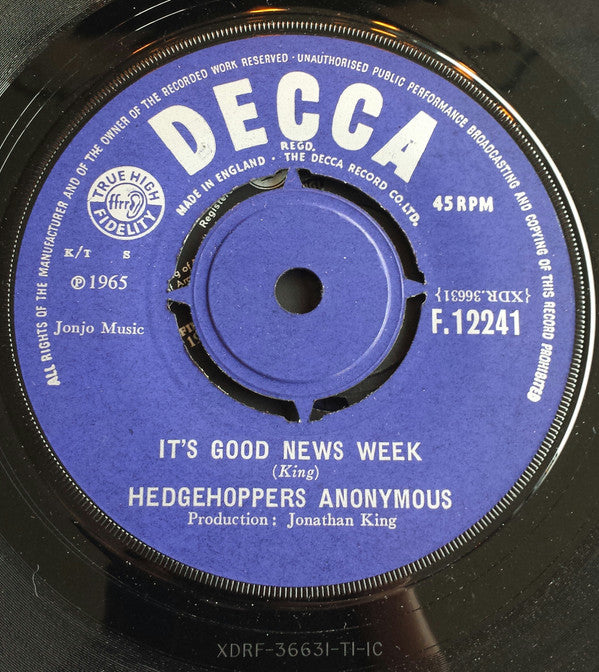 ALL RIGHTS OF THE MANUFACTURER AND OF THE OWNER OF THE RECORDED WORK RESERVED · UNAUTHORISED PUBLIC PERFORMANCE BROADCASTING AND COPYING OF THIS RECORD PROHIBITED
DECCA
REGD.
MADE IN ENGLAND · THE DECCA RECORD CO. LTD.
TRUE HIGH
ffrr
FIDELITY
45 RPM
K/T S
℗ 1965
Jonjo Music
{XDR.36631}
F.12241
IT'S GOOD NEWS WEEK
(King)
HEDGEHOPPERS ANONYMOUS
Production : Jonathan King
XDRF-36631-T1-1C